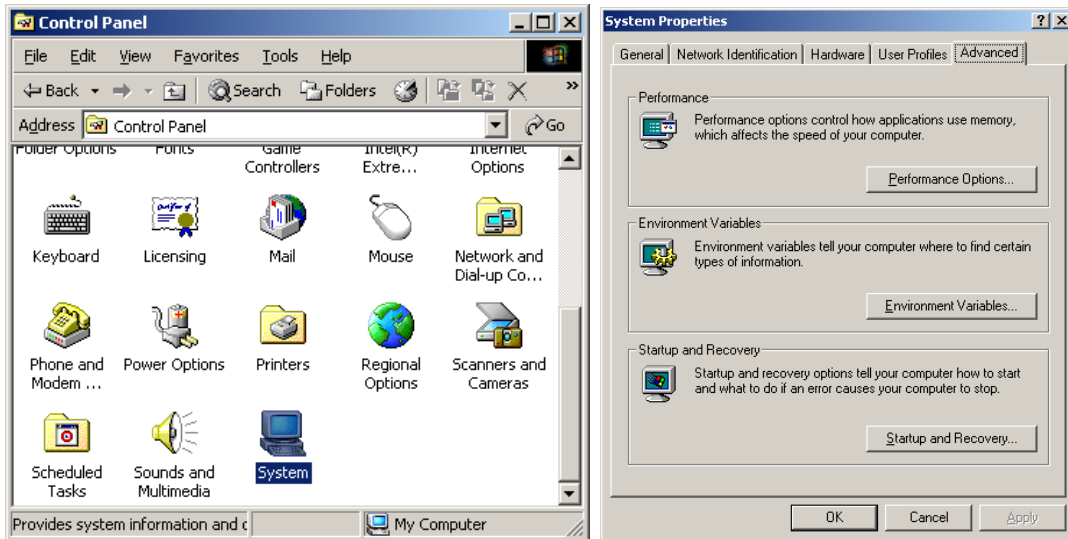 Control Panel
File Edit View Favorites Tools Help
Back Search Folders »
Address Control Panel Go
Folder Options Fonts Game Controllers Intel(R) Extre... Internet Options
Keyboard Licensing Mail Mouse Network and Dial-up Co...
Phone and Modem ... Power Options Printers Regional Options Scanners and Cameras
Scheduled Tasks Sounds and Multimedia System
Provides system information and c My Computer
System Properties
General Network Identification Hardware User Profiles Advanced
Performance
Performance options control how applications use memory,
which affects the speed of your computer.
Performance Options...
Environment Variables
Environment variables tell your computer where to find certain
types of information.
Environment Variables...
Startup and Recovery
Startup and recovery options tell your computer how to start
and what to do if an error causes your computer to stop.
Startup and Recovery...
OK Cancel Apply